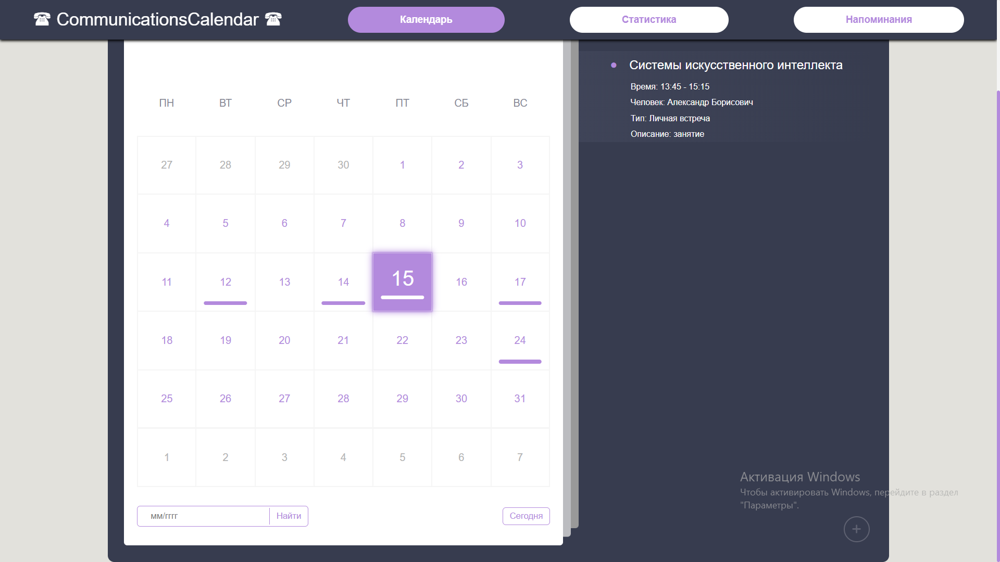 ☎ CommunicationsCalendar ☎
Календарь
Статистика
Напоминания
ПН ВТ СР ЧТ ПТ СБ ВС
27 28 29 30 1 2 3
4 5 6 7 8 9 10
11 12 13 14 15 16 17
18 19 20 21 22 23 24
25 26 27 28 29 30 31
1 2 3 4 5 6 7
мм/гггг
Найти
Сегодня
Системы искусственного интеллекта
Время: 13:45 - 15:15
Человек: Александр Борисович
Тип: Личная встреча
Описание: занятие
Активация Windows
Чтобы активировать Windows, перейдите в раздел
"Параметры".
+